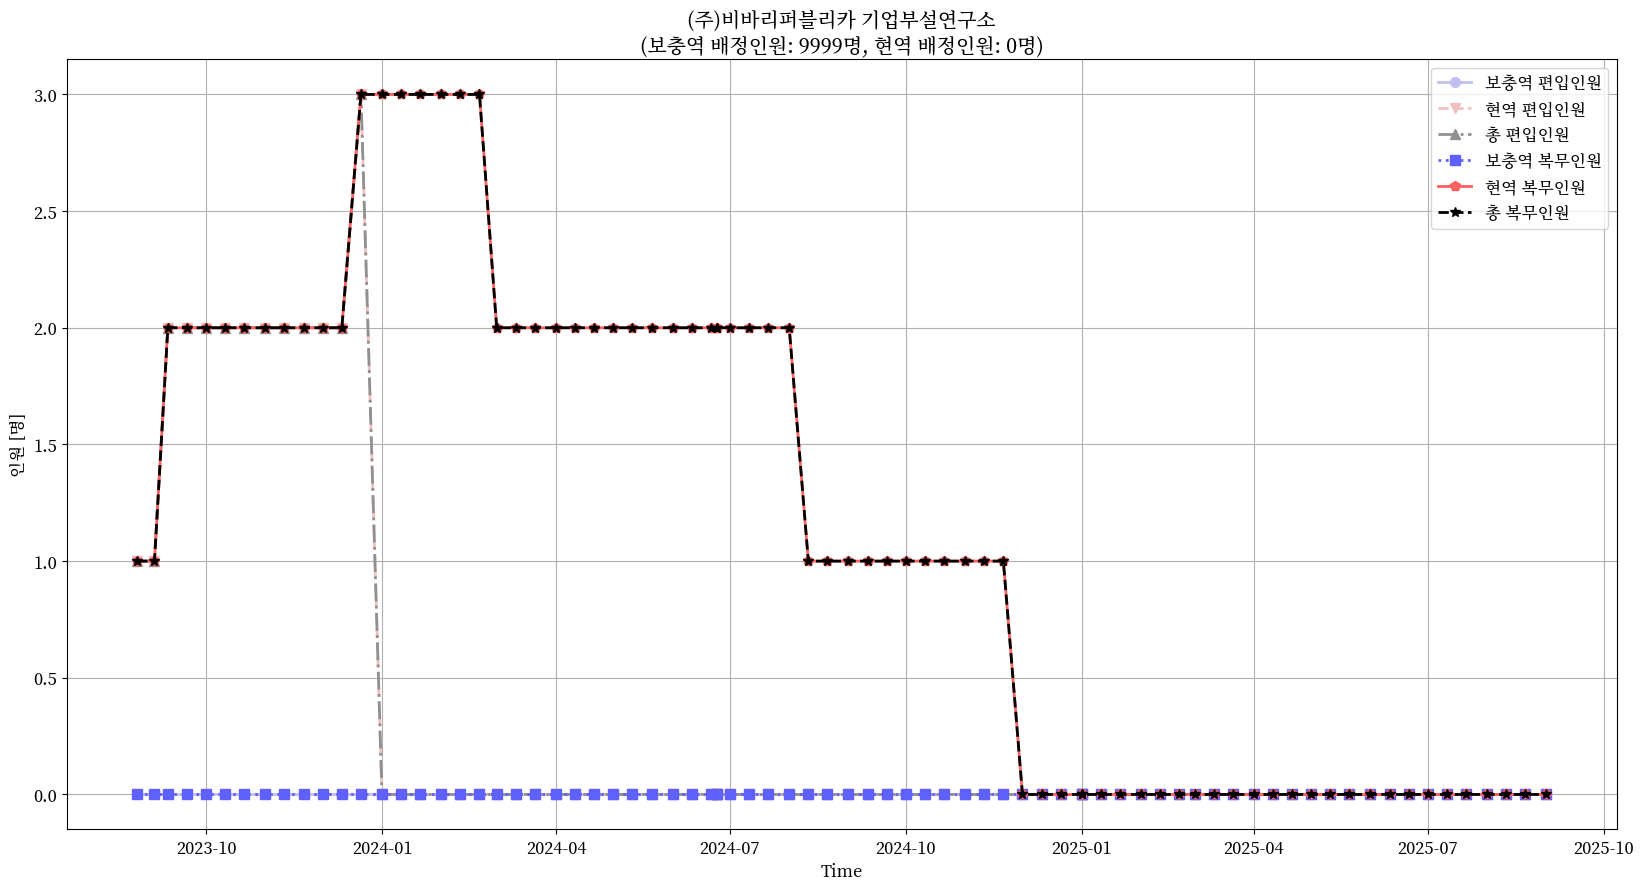 (주)비바리퍼블리카 기업부설연구소
(보충역 배정인원: 9999명, 현역 배정인원: 0명)
보충역 편입인원
현역 편입인원
총 편입인원
보충역 복무인원
현역 복무인원
총 복무인원
인원 [명]
3.0
2.5
2.0
1.5
1.0
0.5
0.0
2023-10 2024-01 2024-04 2024-07 2024-10 2025-01 2025-04 2025-07 2025-10
Time